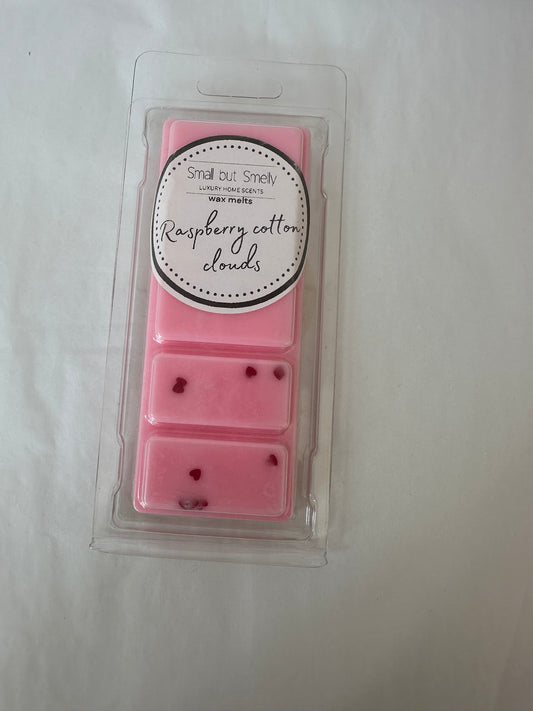 Small but Smelly
LUXURY HOME SCENTS
wax melts
Raspberry cotton
clouds